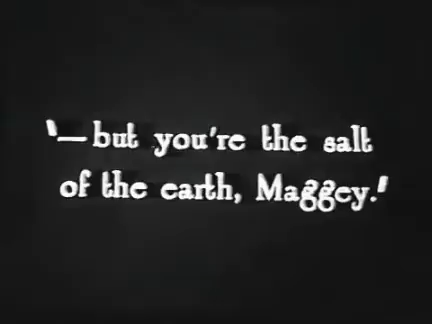 "—but you're the salt
of the earth, Maggey."